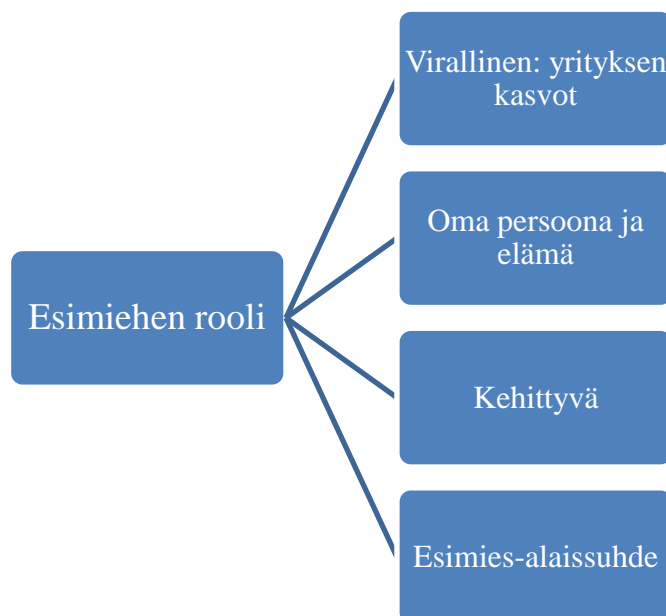 Virallinen: yrityksen
kasvot
Oma persoona ja
elämä
Esimiehen rooli
Kehittyvä
Esimies-alaissuhde